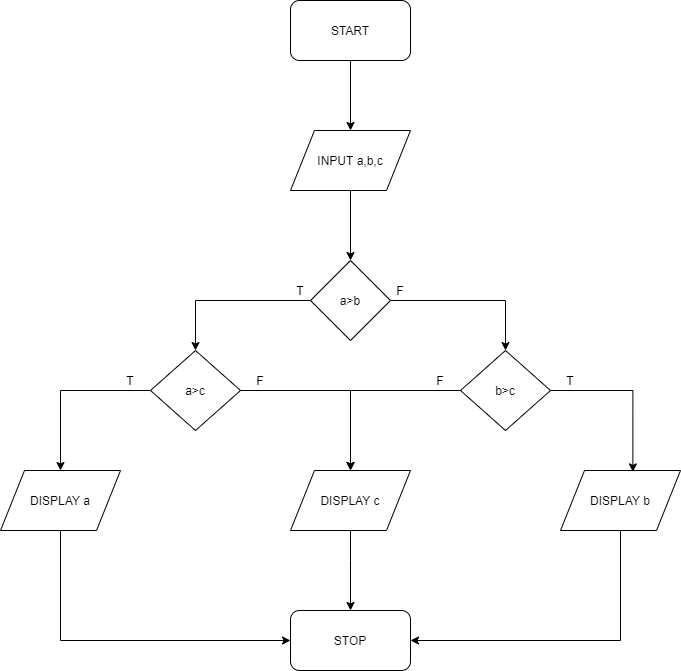 START
INPUT a,b,c
T
a>b
F
T
a>c
F
F
b>c
T
DISPLAY a
DISPLAY c
DISPLAY b
STOP